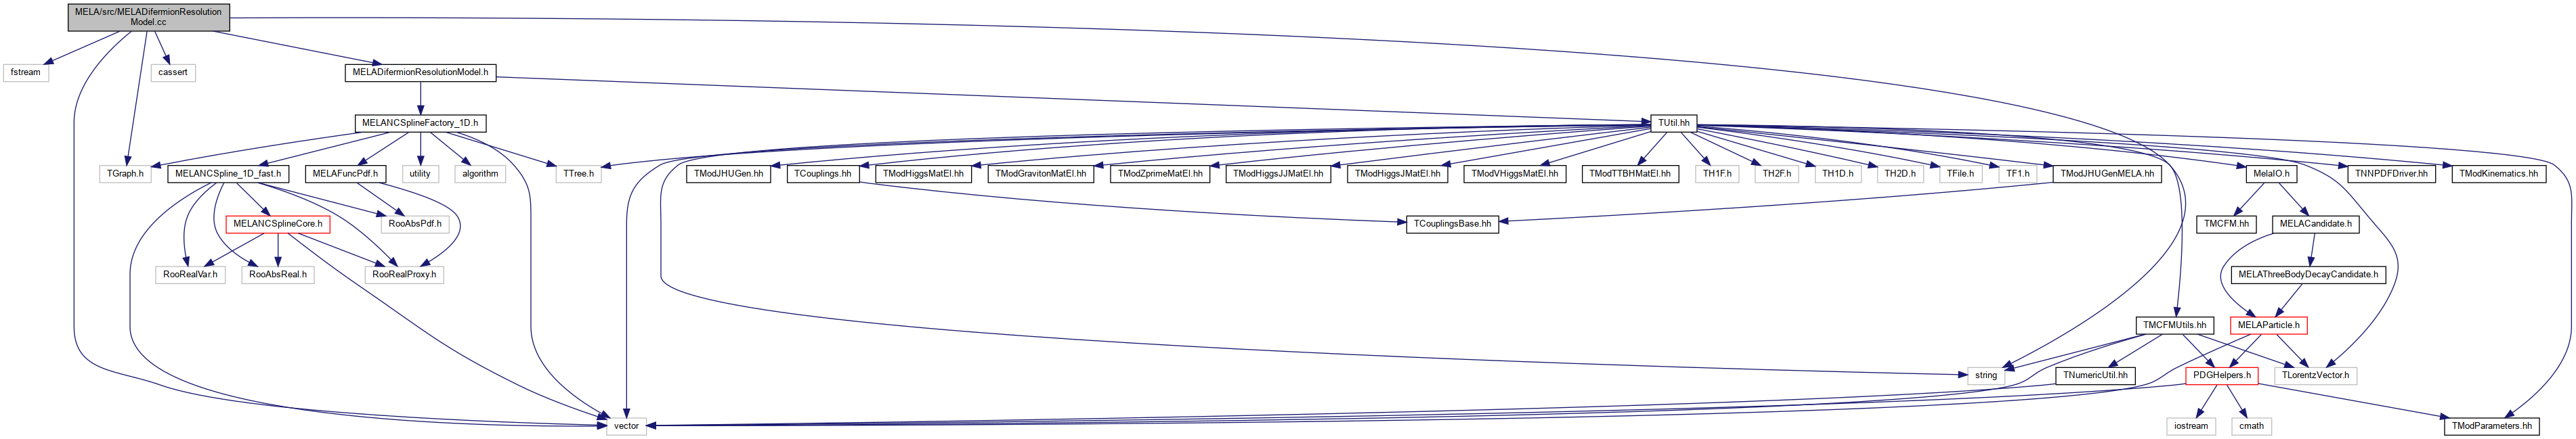 MELA/src/MELADifermionResolution
Model.cc
fstream
cassert
MELADifermionResolutionModel.h
MELANCSplineFactory_1D.h
TUtil.hh
TGraph.h
MELANCSpline_1D_fast.h
MELAFuncPdf.h
utility
algorithm
TTree.h
TModJHUGen.hh
TCouplings.hh
TModHiggsMatEl.hh
TModGravitonMatEl.hh
TModZprimeMatEl.hh
TModHiggsJJMatEl.hh
TModHiggsJMatEl.hh
TModVHiggsMatEl.hh
TModTTBHMatEl.hh
TH1F.h
TH2F.h
TH1D.h
TH2D.h
TFile.h
TF1.h
TModJHUGenMELA.hh
MelaIO.h
TNNPDFDriver.hh
TModKinematics.hh
MELANCSplineCore.h
RooAbsPdf.h
TCouplingsBase.hh
TMCFM.hh
MELACandidate.h
RooRealVar.h
RooAbsReal.h
RooRealProxy.h
MELAThreeBodyDecayCandidate.h
TMCFMUtils.hh
MELAParticle.h
string
TNumericUtil.hh
PDGHelpers.h
TLorentzVector.h
vector
iostream
cmath
TModParameters.hh